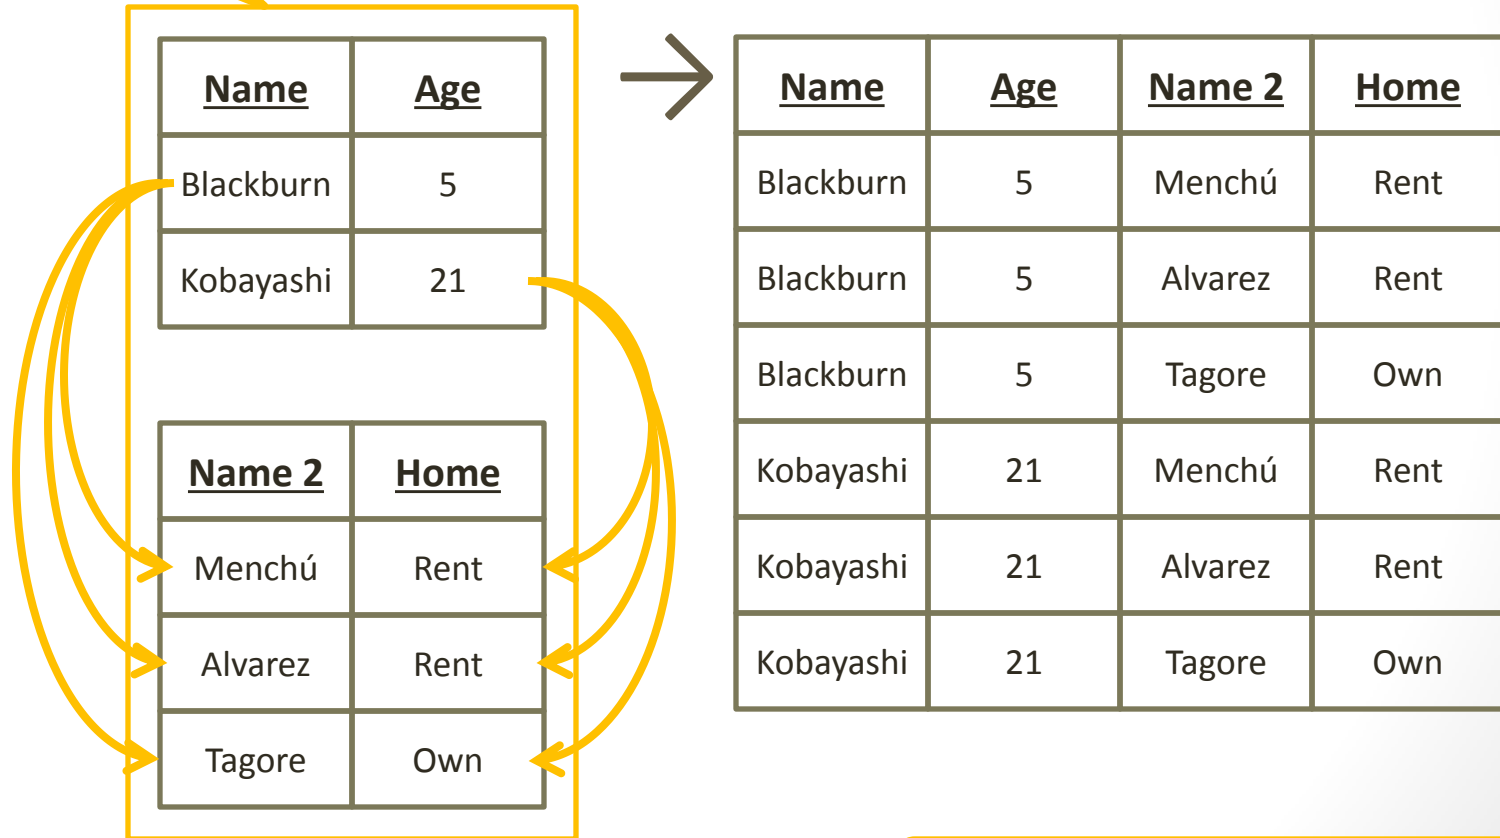 Name Age
Blackburn 5
Kobayashi 21
Name 2 Home
Menchú Rent
Alvarez Rent
Tagore Own
Name Age Name 2 Home
Blackburn 5 Menchú Rent
Blackburn 5 Alvarez Rent
Blackburn 5 Tagore Own
Kobayashi 21 Menchú Rent
Kobayashi 21 Alvarez Rent
Kobayashi 21 Tagore Own